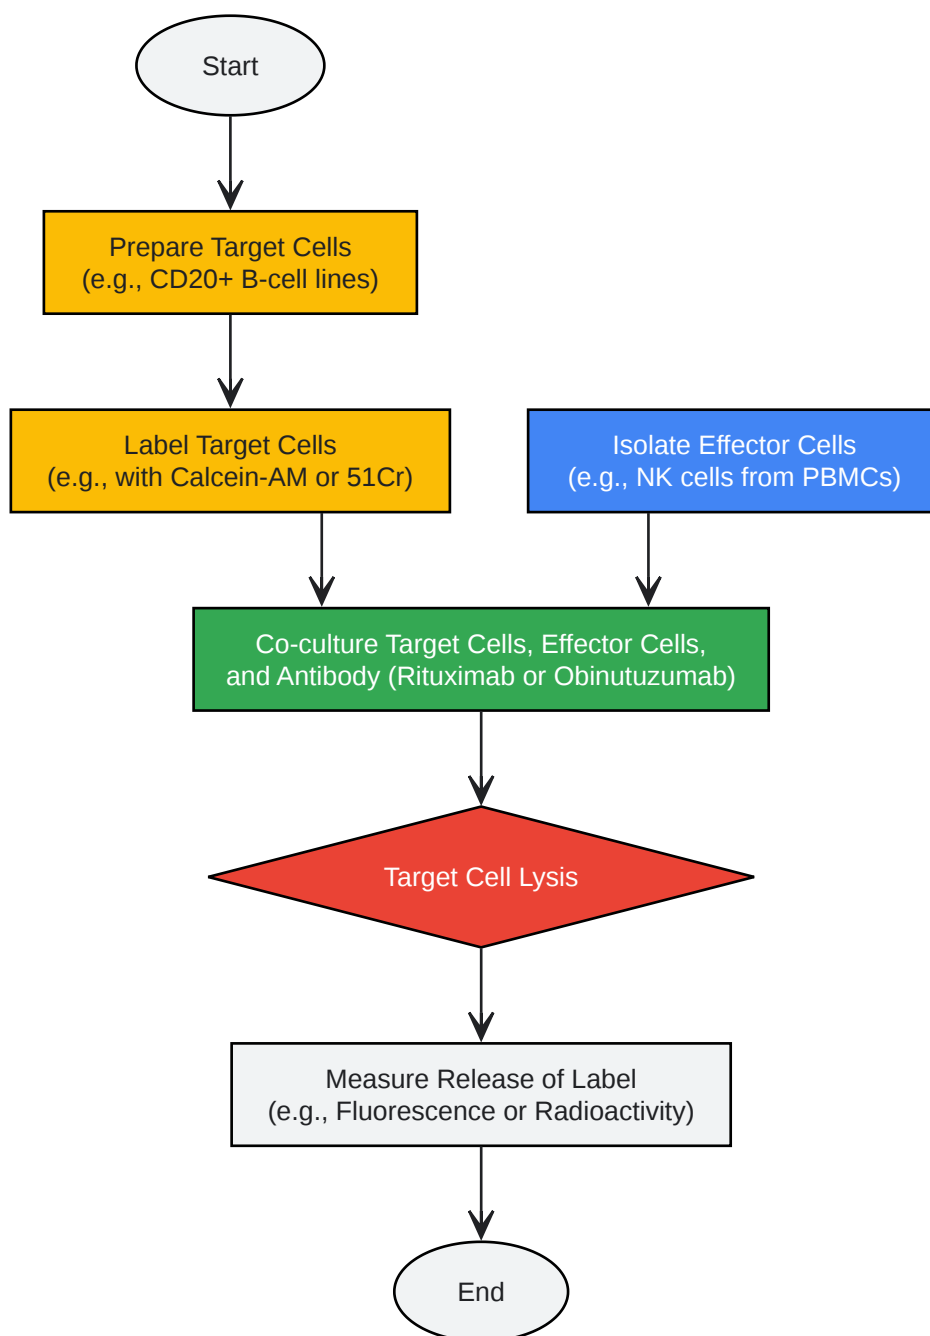 Start
Prepare Target Cells
(e.g., CD20+ B-cell lines)
Label Target Cells
(e.g., with Calcein-AM or 51Cr)
Isolate Effector Cells
(e.g., NK cells from PBMCs)
Co-culture Target Cells, Effector Cells,
and Antibody (Rituximab or Obinutuzumab)
Target Cell Lysis
Measure Release of Label
(e.g., Fluorescence or Radioactivity)
End